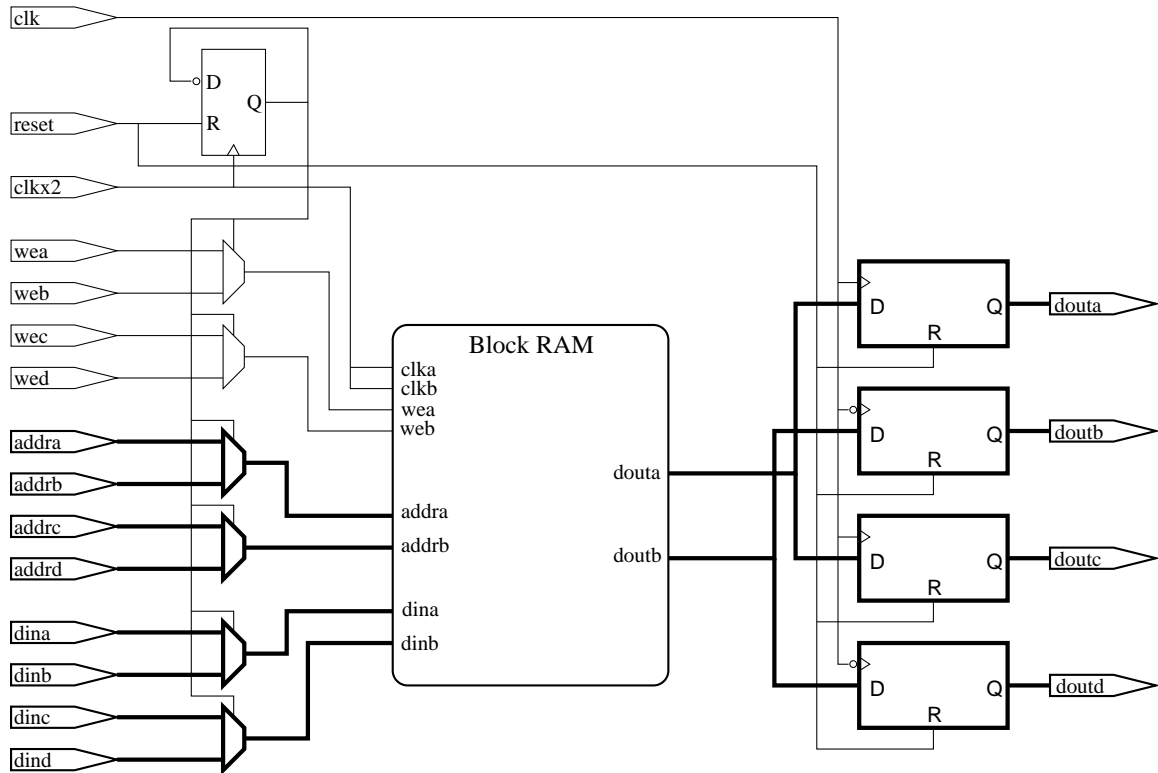 clk
D
Q
R
reset
clkx2
wea
web
wec
wed
addra
addrb
addrc
addrd
dina
dinb
dinc
dind
Block RAM
clka
clkb
wea
web
addra
addrb
dina
dinb
douta
doutb
D
Q
R
douta
D
Q
R
doutb
D
Q
R
doutc
D
Q
R
doutd